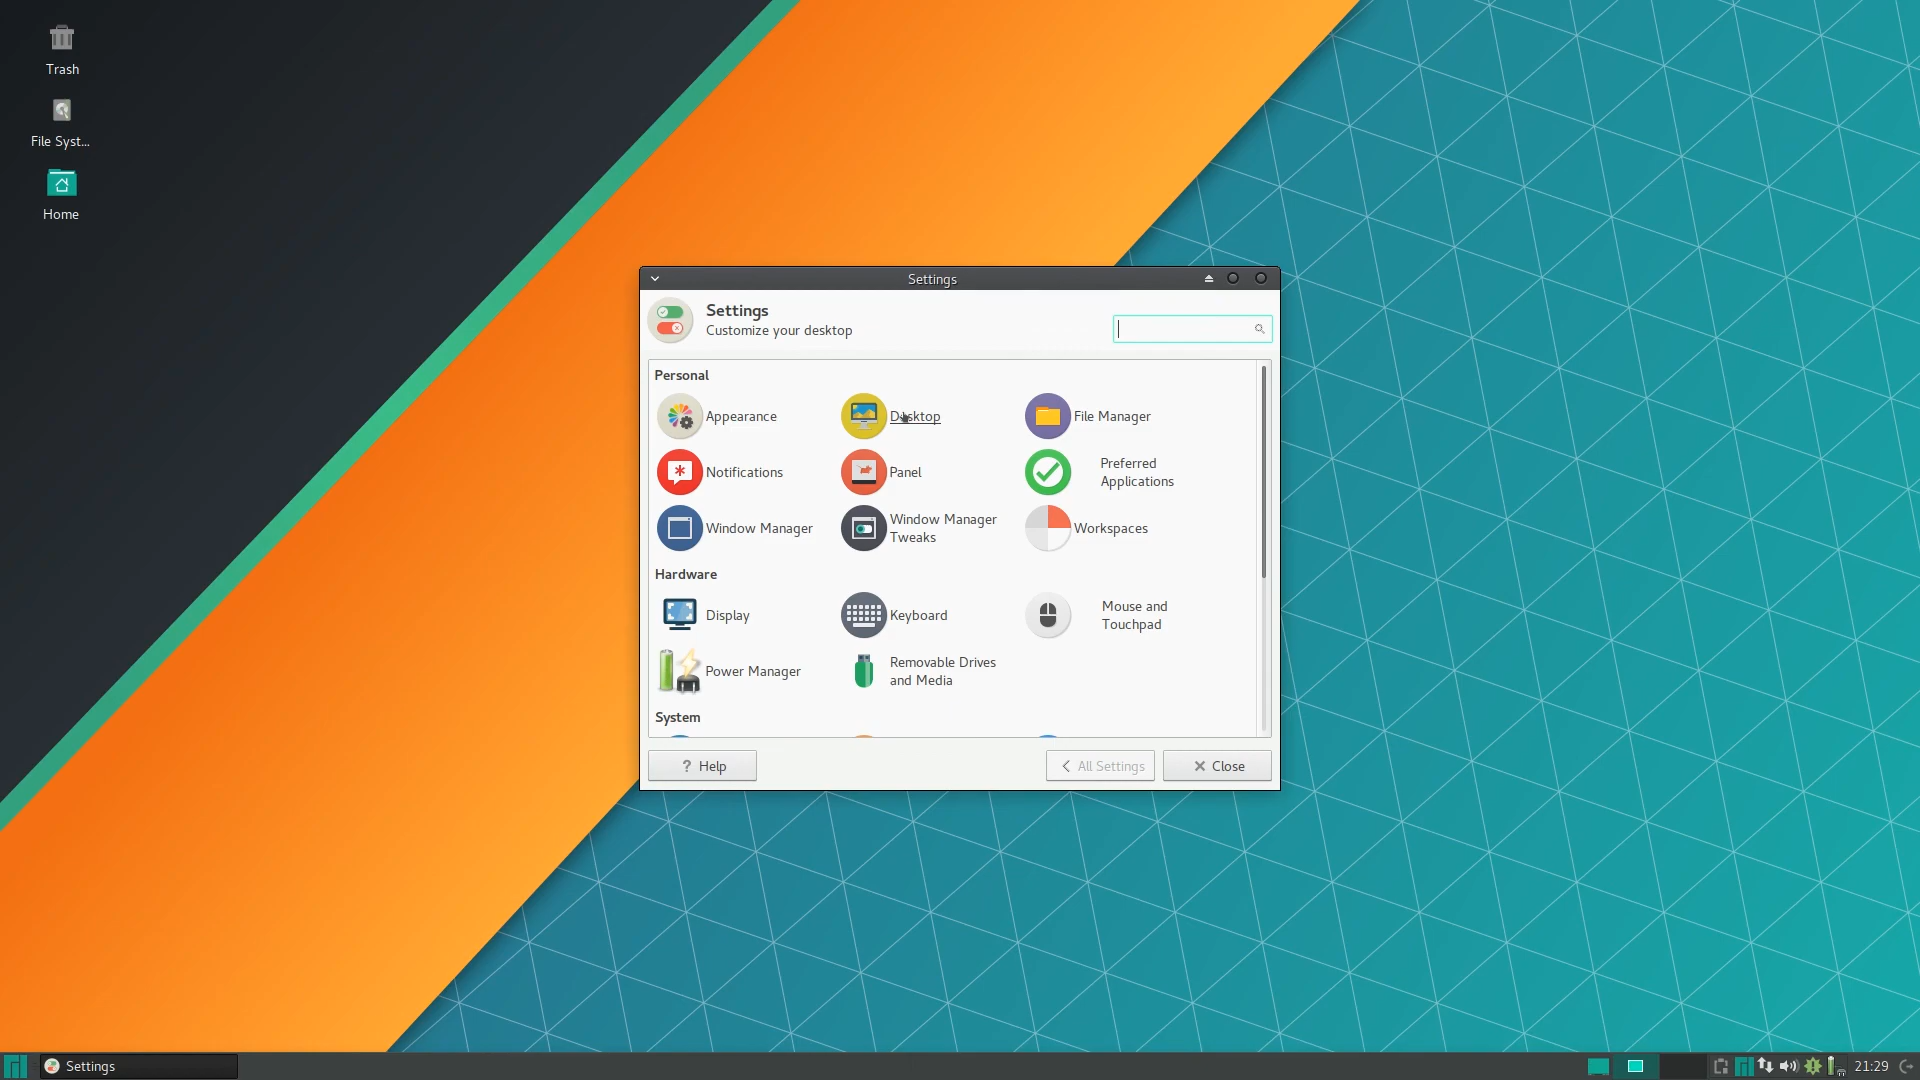 Trash
File Syst...
Home
Settings
Settings
Customize your desktop
Personal
Appearance
Desktop
File Manager
Notifications
Panel
Preferred
Applications
Window Manager
Window Manager
Tweaks
Workspaces
Hardware
Display
Keyboard
Mouse and
Touchpad
Power Manager
Removable Drives
and Media
System
? Help
All Settings
Close
Settings
21:29